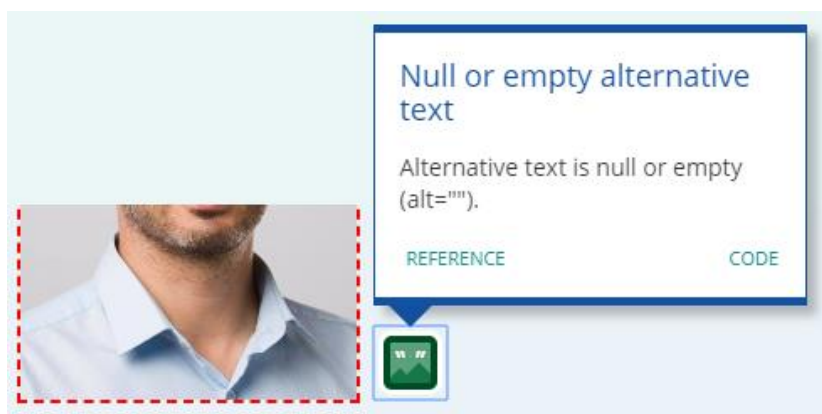 Null or empty alternative
text
Alternative text is null or empty
(alt="").
REFERENCE CODE
" "